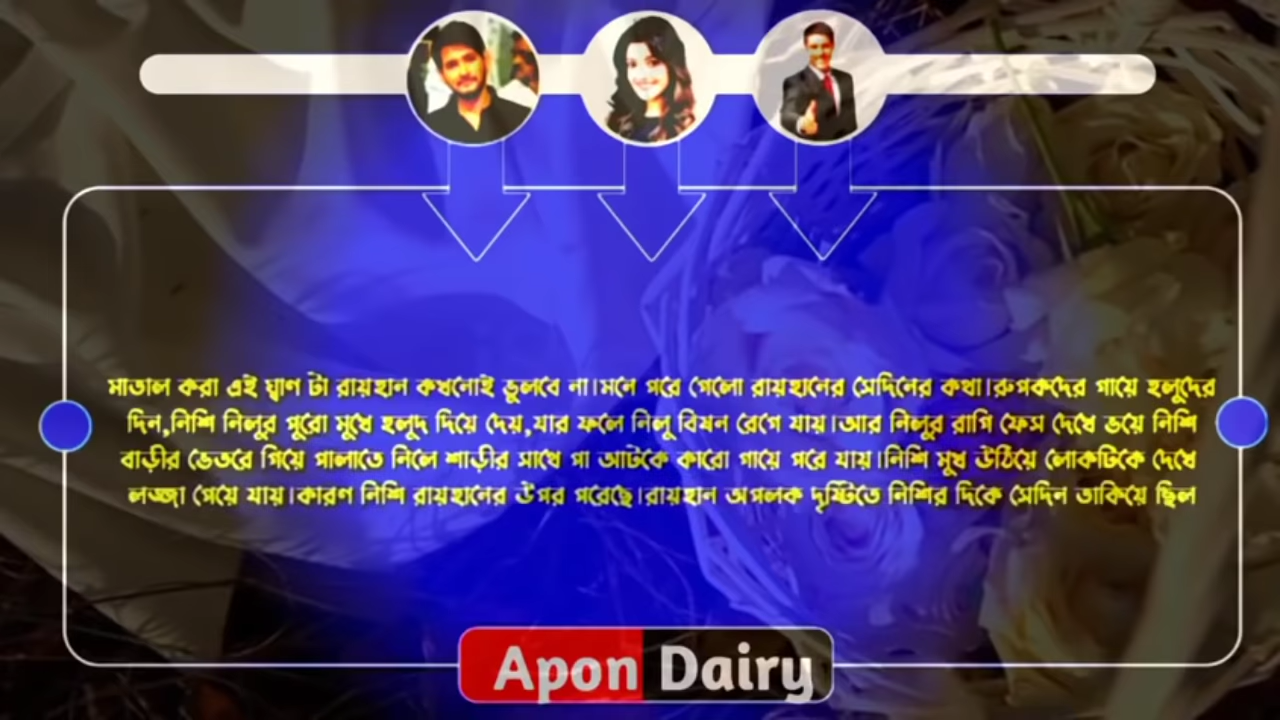 মাতাল করা এই ঘ্রাণ টা রায়হান কখনোই ভুলবে না।মনে পরে গেলো রায়হানের সেদিনের কথা।রুপকদের গায়ে হলুদের
দিন,নিশি নিলুর পুরো মুখে হলুদ দিয়ে দেয়,যার ফলে নিলু বিষন রেগে যায়।আর নিলুর রাগি ফেস দেখে ভয়ে নিশি
বাড়ীর ভেতরে গিয়ে পালাতে নিলে শাড়ীর সাথে পা আটকে কারো গায়ে পরে যায়।নিশি মুখ উঠিয়ে লোকটিকে দেখে
লজ্জা পেয়ে যায়।কারণ নিশি রায়হানের উপর পরেছে।রায়হান অপলক দৃষ্টিতে নিশির দিকে সেদিন তাকিয়ে ছিল
Apon Dairy